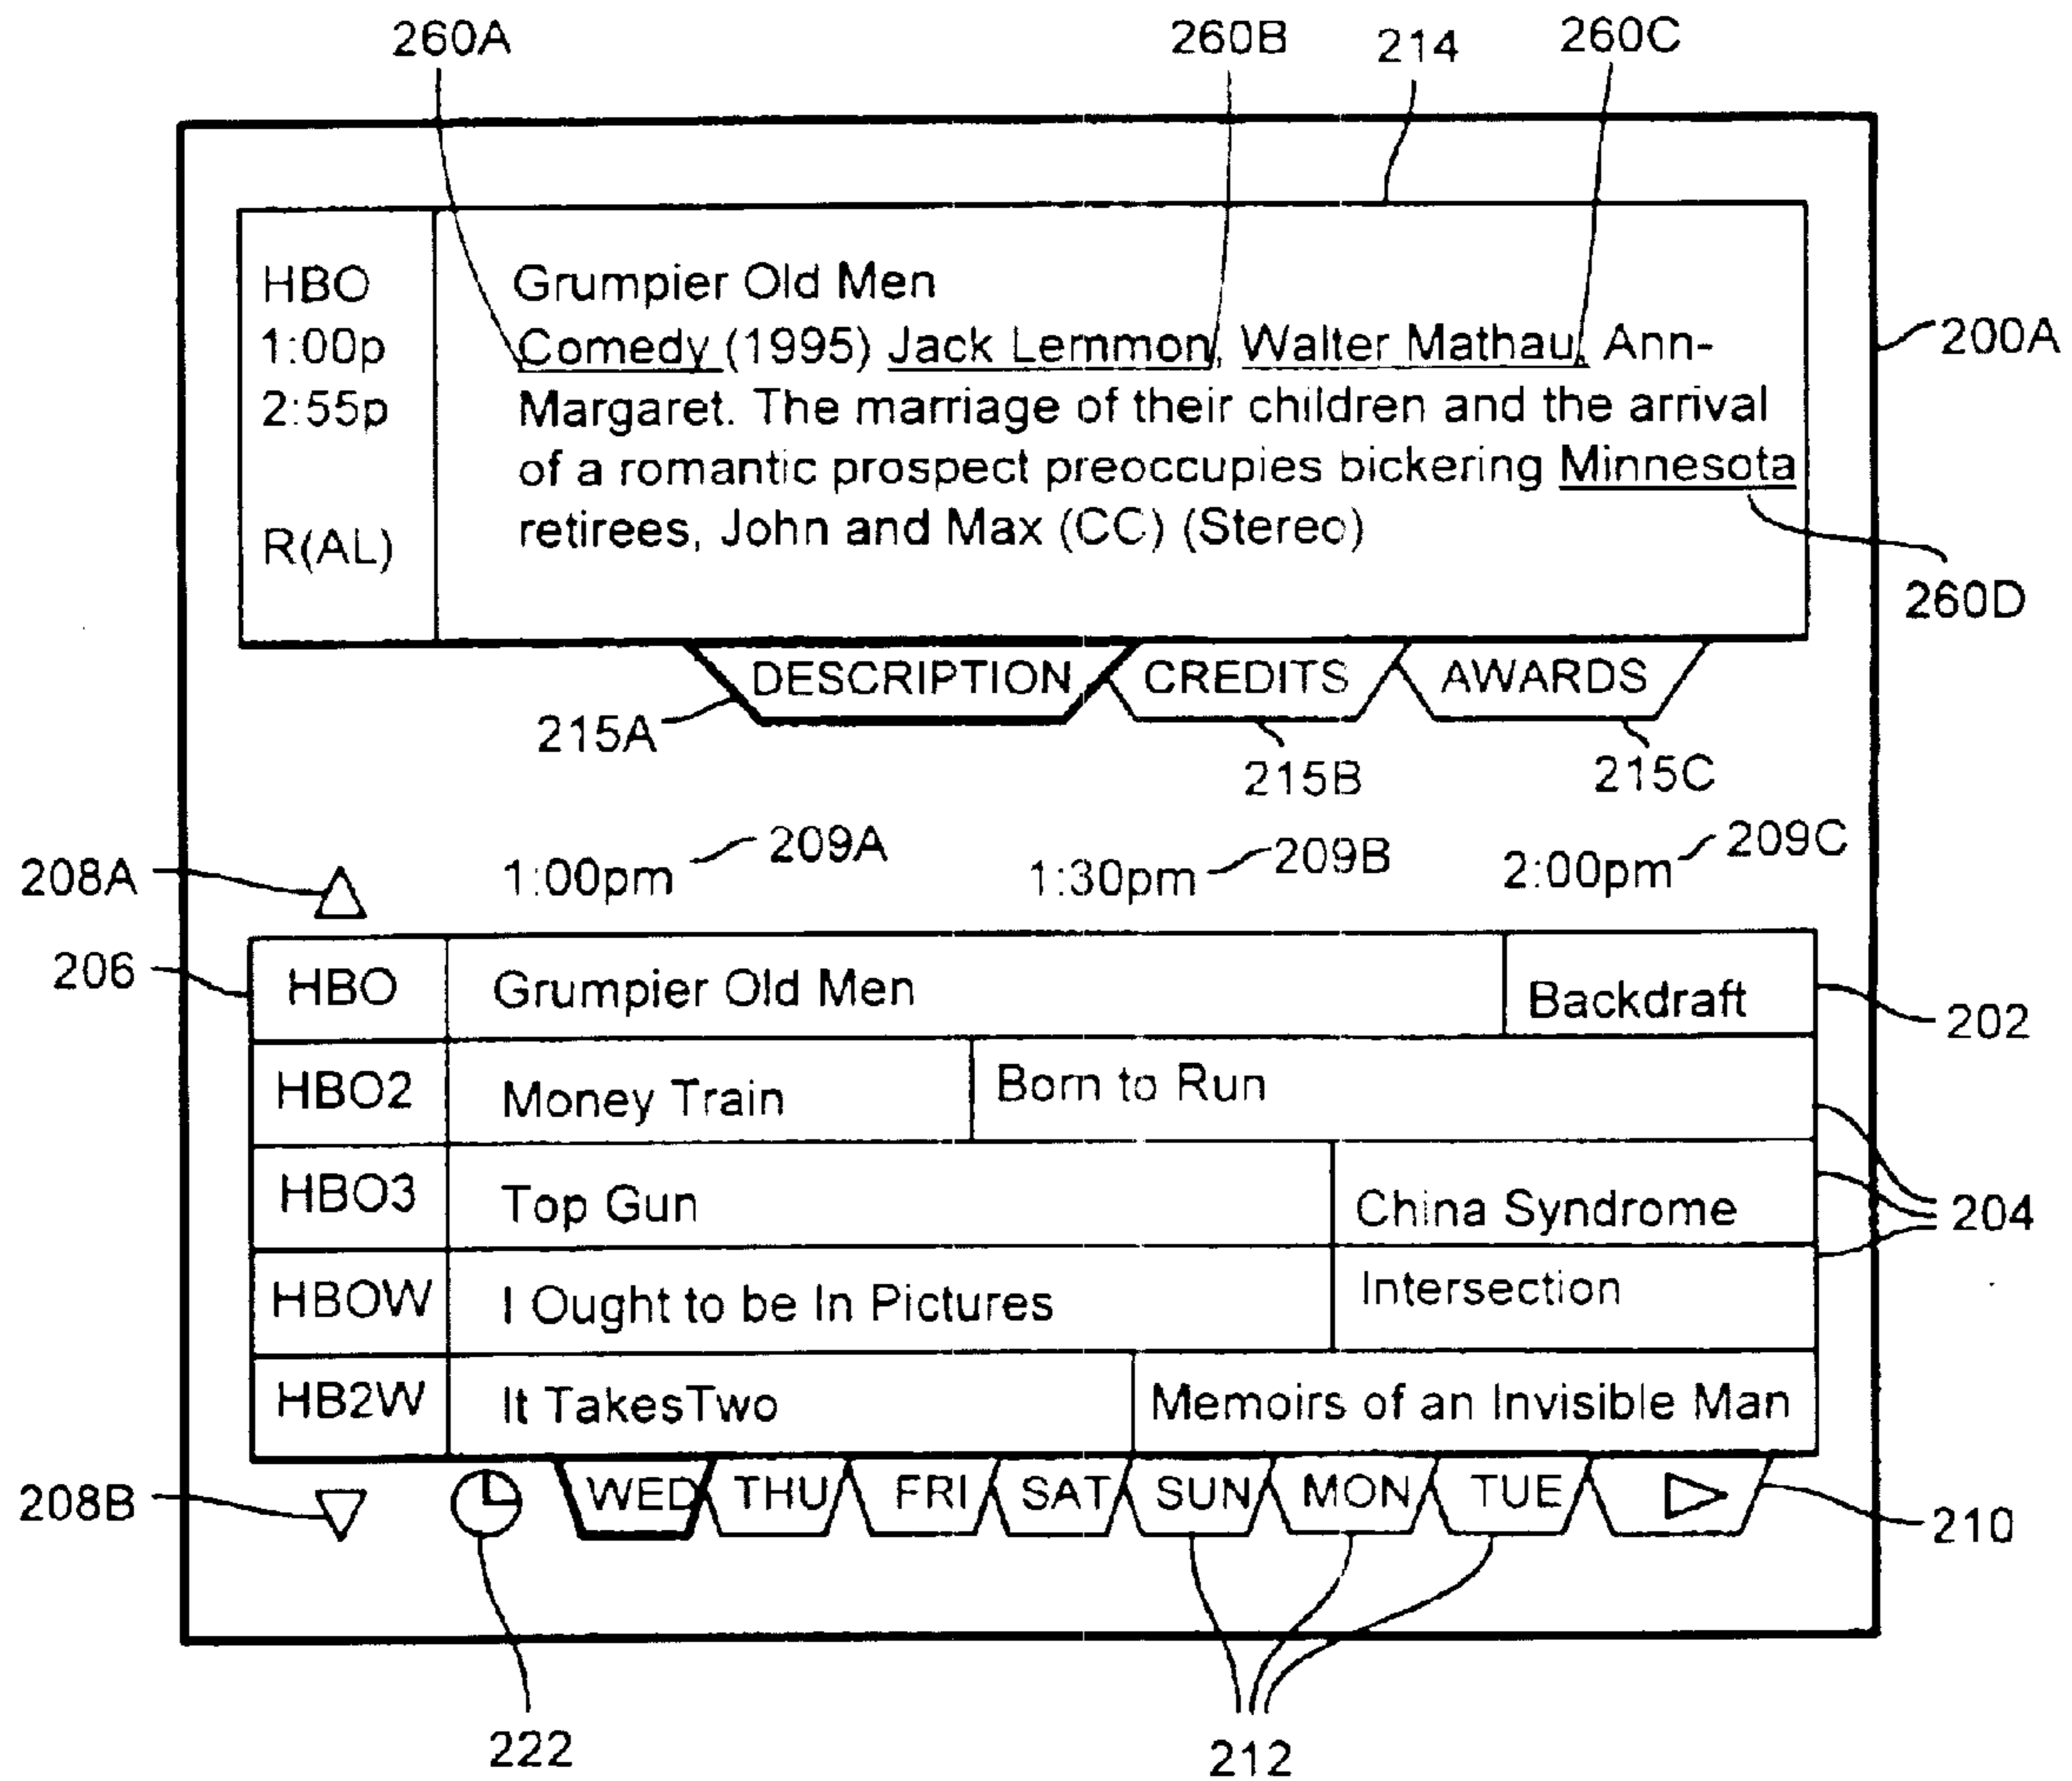 260A 260B 214 260C
HBO
1:00p
2:55p
R(AL)
Grumpier Old Men
Comedy (1995) Jack Lemmon, Walter Mathau, Ann-
Margaret. The marriage of their children and the arrival
of a romantic prospect preoccupies bickering Minnesota
retirees, John and Max (CC) (Stereo)
200A
260D
DESCRIPTION CREDITS AWARDS
215A 215B 215C
208A 1:00pm 209A 1:30pm 209B 2:00pm 209C
206 HBO Grumpier Old Men Backdraft 202
HBO2 Money Train Born to Run
HBO3 Top Gun China Syndrome 204
HBOW I Ought to be In Pictures Intersection
HB2W It TakesTwo Memoirs of an Invisible Man
208B WED THU FRI SAT SUN MON TUE 210
222 212